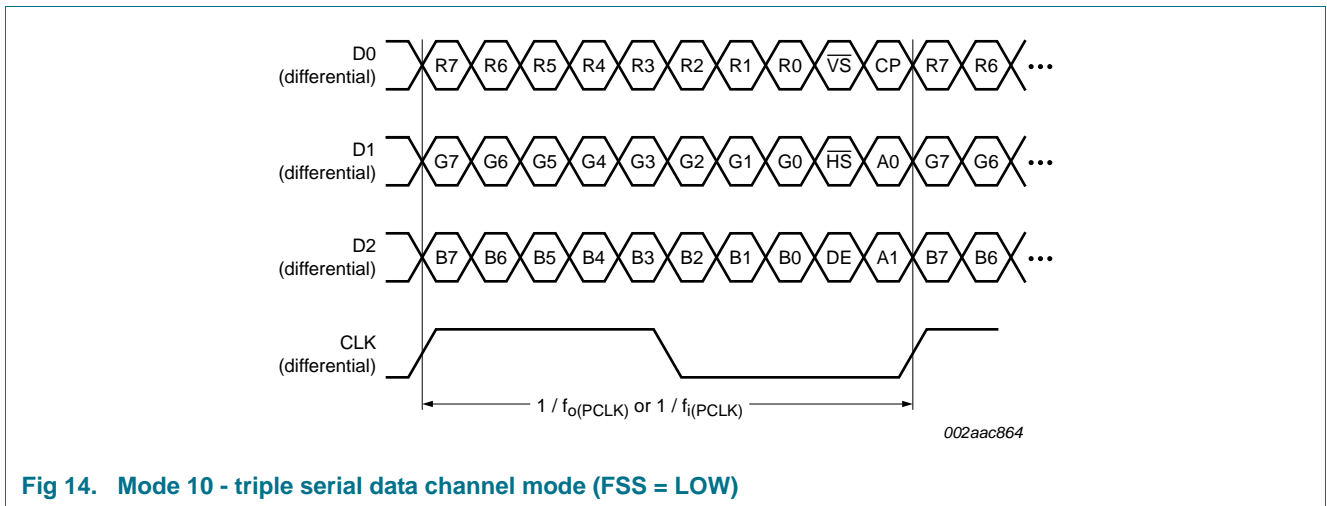 D0
(differential)
R7 R6 R5 R4 R3 R2 R1 R0 V̅S̅ CP R7 R6 •••
D1
(differential)
G7 G6 G5 G4 G3 G2 G1 G0 H̅S̅ A0 G7 G6 •••
D2
(differential)
B7 B6 B5 B4 B3 B2 B1 B0 DE A1 B7 B6 •••
CLK
(differential)
1 / fo(PCLK) or 1 / fi(PCLK)
002aac864
Fig 14. Mode 10 - triple serial data channel mode (FSS = LOW)